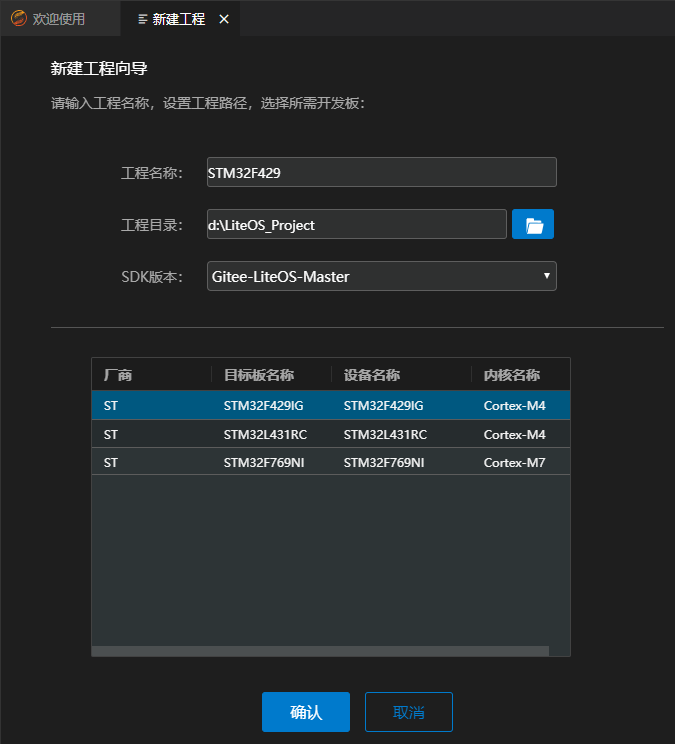 欢迎使用 新建工程
新建工程向导
请输入工程名称，设置工程路径，选择所需开发板：
工程名称： STM32F429
工程目录： d:\LiteOS_Project
SDK版本： Gitee-LiteOS-Master
厂商 目标板名称 设备名称 内核名称
ST STM32F429IG STM32F429IG Cortex-M4
ST STM32L431RC STM32L431RC Cortex-M4
ST STM32F769NI STM32F769NI Cortex-M7
确认 取消